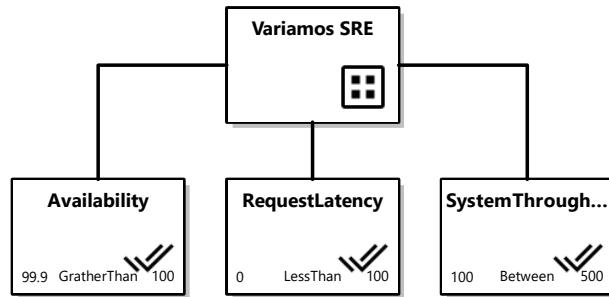 Variamos SRE
Availability
99.9 GratherThan 100
RequestLatency
0 LessThan 100
SystemThrough...
100 Between 500